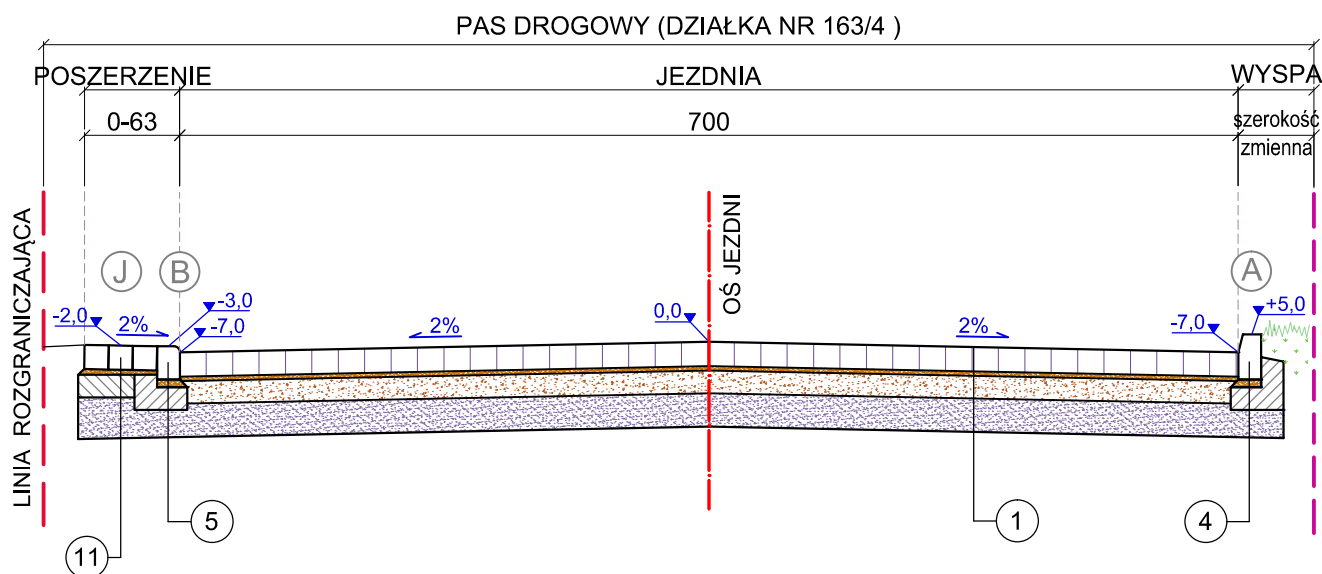 PAS DROGOWY (DZIAŁKA NR 163/4 )
POSZERZENIE
JEZDNIA
WYSPA
0-63
700
szerokość
zmienna
LINIA ROZGRANICZAJĄCA
OŚ JEZDNI
J
B
A
-2,0
2%
-3,0
-7,0
2%
0,0
2%
-7,0
+5,0
11
5
1
4